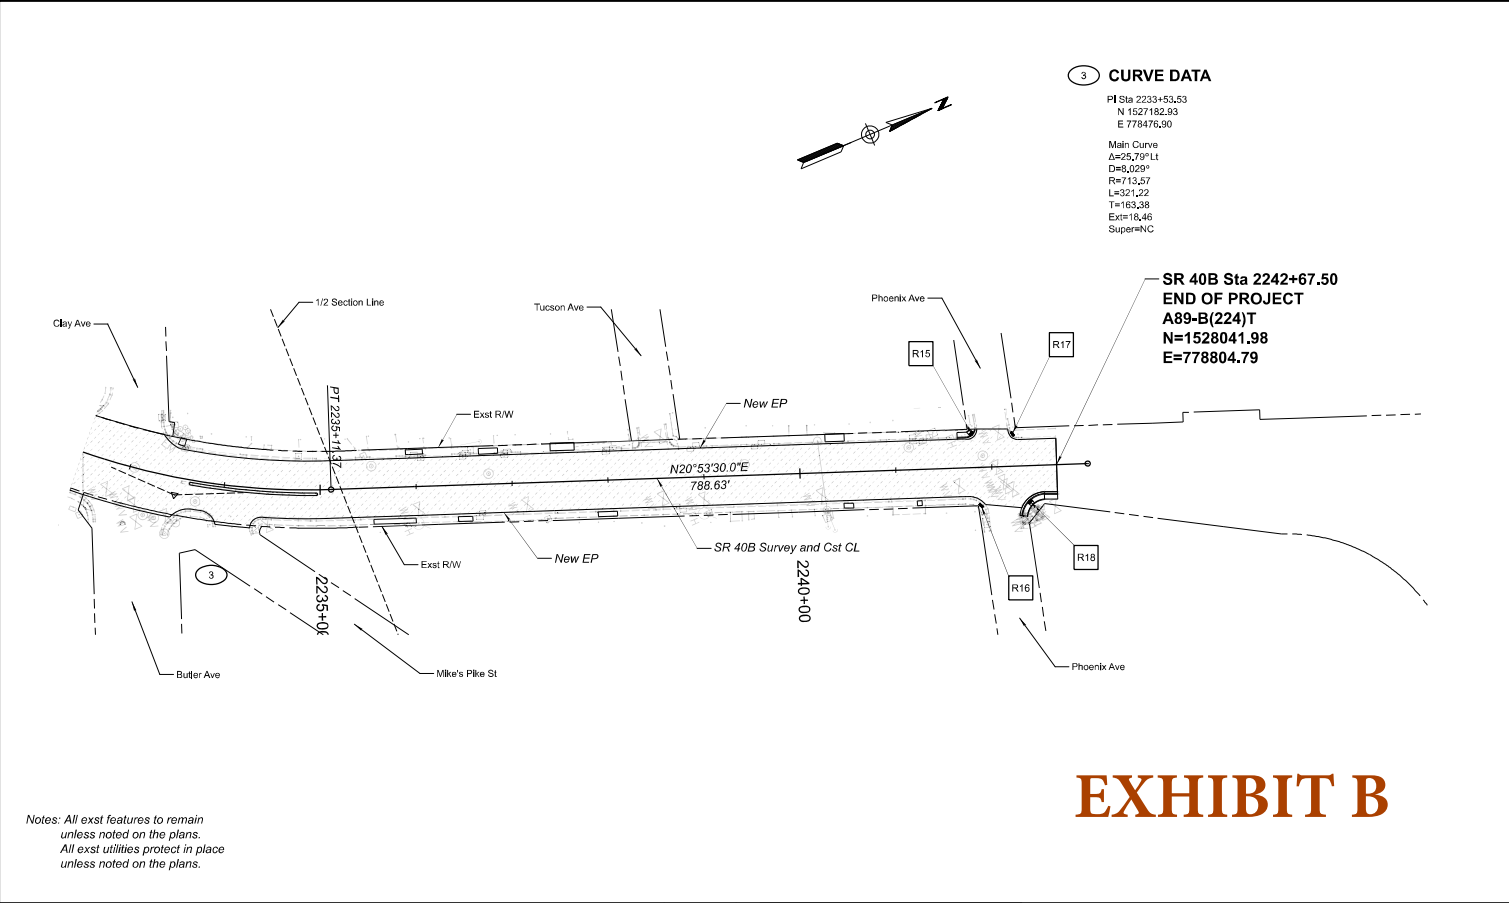 N
3 CURVE DATA
PI Sta 2233+53.53
N 1527182.93
E 778476.90
Main Curve
Δ=25.79° Lt
D=8.029°
R=713.57
L=321.22
T=163.38
Ext=18.46
Super=NC
SR 40B Sta 2242+67.50
END OF PROJECT
A89-B(224)T
N=1528041.98
E=778804.79
1/2 Section Line
Tucson Ave
Phoenix Ave
Clay Ave
R15
R17
PT 2235+11.37
Exst R/W
New EP
N20°53'30.0"E
788.63'
SR 40B Survey and Cst CL
New EP
Exst R/W
3
2235+00
2240+00
R18
R16
Butler Ave
Mike's Pike St
Phoenix Ave
EXHIBIT B
Notes: All exst features to remain
unless noted on the plans.
All exst utilities protect in place
unless noted on the plans.